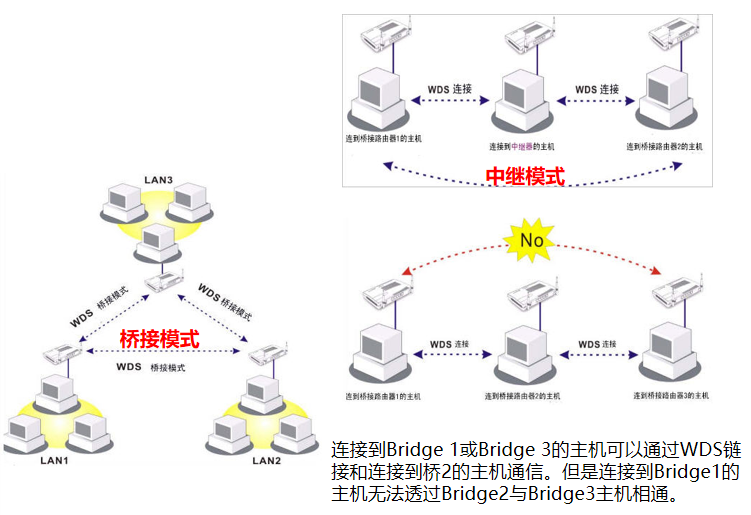 WDS 连接
WDS 连接
连到桥接路由器1的主机
连接到中继器的主机
连到桥接路由器2的主机
中继模式
LAN3
WDS 桥接模式
WDS 桥接模式
桥接模式
WDS 桥接模式
LAN1
LAN2
No
WDS 连接
WDS 连接
连到桥接路由器1的主机
连到桥接路由器2的主机
连到桥接路由器3的主机
连接到Bridge 1或Bridge 3的主机可以通过WDS链
接和连接到桥2的主机通信。但是连接到Bridge1的
主机无法透过Bridge2与Bridge3主机相通。